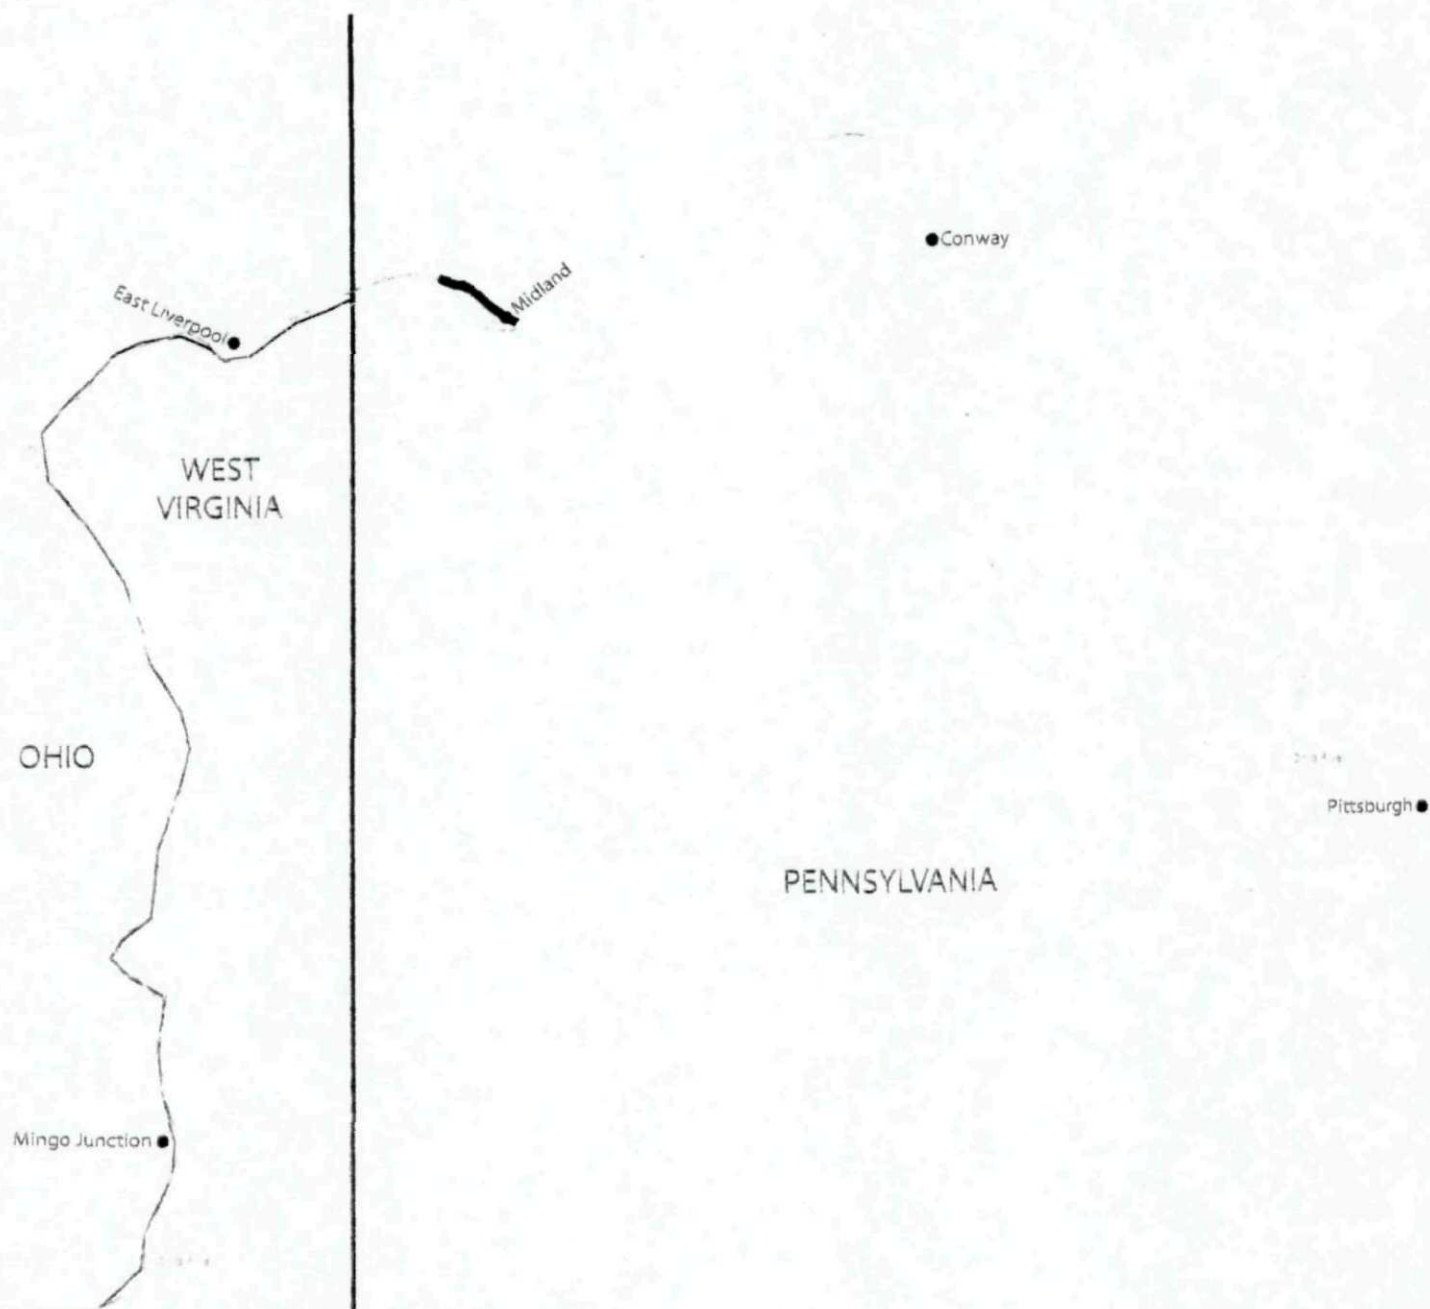 Conway
Midland
East Liverpool
WEST
VIRGINIA
OHIO
Pittsburgh
PENNSYLVANIA
Mingo Junction